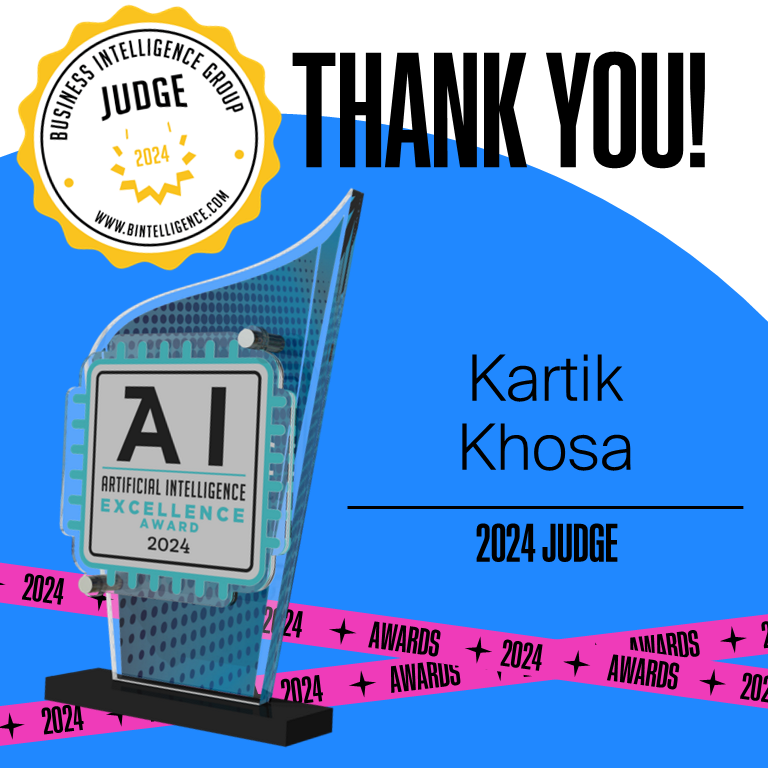 BUSINESS INTELLIGENCE GROUP
JUDGE
2024
WWW.BINTELLIGENCE.COM
THANK YOU!
AI
ARTIFICIAL INTELLIGENCE
EXCELLENCE
AWARD
2024
Kartik
Khosa
2024 JUDGE
2024 2024 AWARDS 2024 AWARDS
2024 2024 AWARDS AWARDS